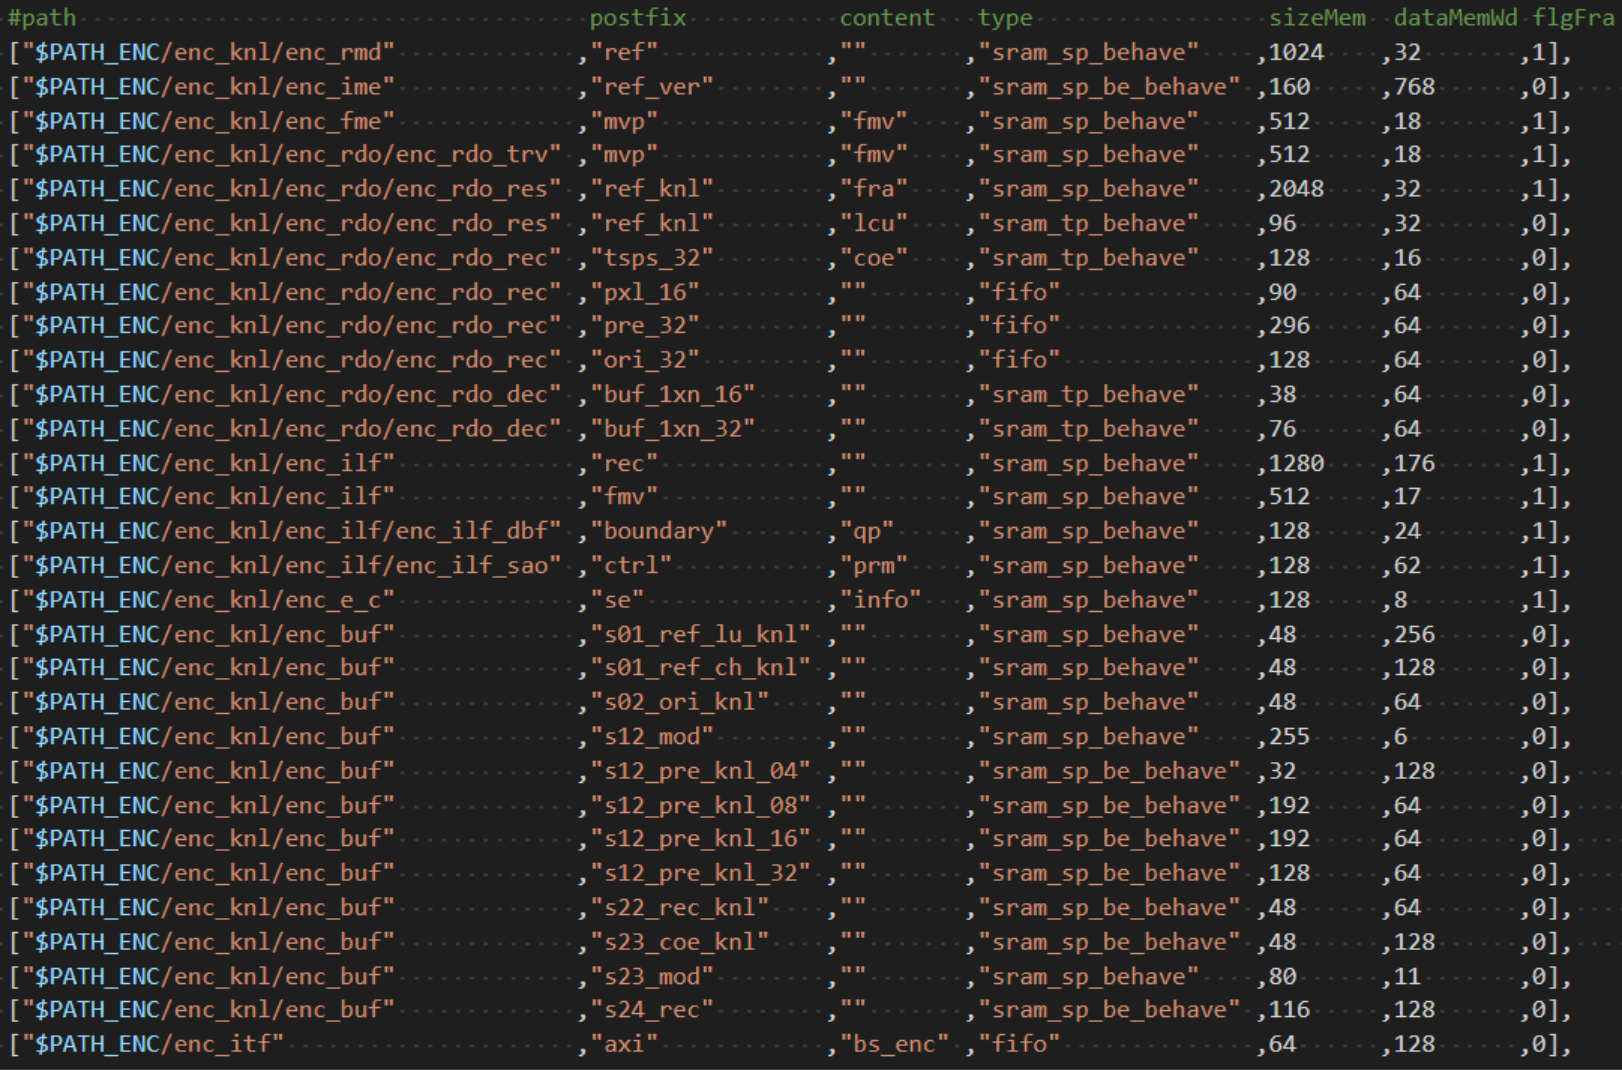 #path postfix content type sizeMem dataMemWd flgFra
["$PATH_ENC/enc_knl/enc_rmd" ,"ref" ,"" ,"sram_sp_behave" ,1024 ,32 ,1],
["$PATH_ENC/enc_knl/enc_ime" ,"ref_ver" ,"" ,"sram_sp_be_behave" ,160 ,768 ,0],
["$PATH_ENC/enc_knl/enc_fme" ,"mvp" ,"fmv" ,"sram_sp_behave" ,512 ,18 ,1],
["$PATH_ENC/enc_knl/enc_rdo/enc_rdo_trv" ,"mvp" ,"fmv" ,"sram_sp_behave" ,512 ,18 ,1],
["$PATH_ENC/enc_knl/enc_rdo/enc_rdo_res" ,"ref_knl" ,"fra" ,"sram_sp_behave" ,2048 ,32 ,1],
["$PATH_ENC/enc_knl/enc_rdo/enc_rdo_res" ,"ref_knl" ,"lcu" ,"sram_tp_behave" ,96 ,32 ,0],
["$PATH_ENC/enc_knl/enc_rdo/enc_rdo_rec" ,"tsps_32" ,"coe" ,"sram_tp_behave" ,128 ,16 ,0],
["$PATH_ENC/enc_knl/enc_rdo/enc_rdo_rec" ,"pxl_16" ,"" ,"fifo" ,90 ,64 ,0],
["$PATH_ENC/enc_knl/enc_rdo/enc_rdo_rec" ,"pre_32" ,"" ,"fifo" ,296 ,64 ,0],
["$PATH_ENC/enc_knl/enc_rdo/enc_rdo_rec" ,"ori_32" ,"" ,"fifo" ,128 ,64 ,0],
["$PATH_ENC/enc_knl/enc_rdo/enc_rdo_dec" ,"buf_1xn_16" ,"" ,"sram_tp_behave" ,38 ,64 ,0],
["$PATH_ENC/enc_knl/enc_rdo/enc_rdo_dec" ,"buf_1xn_32" ,"" ,"sram_tp_behave" ,76 ,64 ,0],
["$PATH_ENC/enc_knl/enc_ilf" ,"rec" ,"" ,"sram_sp_behave" ,1280 ,176 ,1],
["$PATH_ENC/enc_knl/enc_ilf" ,"fmv" ,"" ,"sram_sp_behave" ,512 ,17 ,1],
["$PATH_ENC/enc_knl/enc_ilf/enc_ilf_dbf" ,"boundary" ,"qp" ,"sram_sp_behave" ,128 ,24 ,1],
["$PATH_ENC/enc_knl/enc_ilf/enc_ilf_sao" ,"ctrl" ,"prm" ,"sram_sp_behave" ,128 ,62 ,1],
["$PATH_ENC/enc_knl/enc_e_c" ,"se" ,"info" ,"sram_sp_behave" ,128 ,8 ,1],
["$PATH_ENC/enc_knl/enc_buf" ,"s01_ref_lu_knl" ,"" ,"sram_sp_behave" ,48 ,256 ,0],
["$PATH_ENC/enc_knl/enc_buf" ,"s01_ref_ch_knl" ,"" ,"sram_sp_behave" ,48 ,128 ,0],
["$PATH_ENC/enc_knl/enc_buf" ,"s02_ori_knl" ,"" ,"sram_sp_behave" ,48 ,64 ,0],
["$PATH_ENC/enc_knl/enc_buf" ,"s12_mod" ,"" ,"sram_sp_behave" ,255 ,6 ,0],
["$PATH_ENC/enc_knl/enc_buf" ,"s12_pre_knl_04" ,"" ,"sram_sp_be_behave" ,32 ,128 ,0],
["$PATH_ENC/enc_knl/enc_buf" ,"s12_pre_knl_08" ,"" ,"sram_sp_be_behave" ,192 ,64 ,0],
["$PATH_ENC/enc_knl/enc_buf" ,"s12_pre_knl_16" ,"" ,"sram_sp_be_behave" ,192 ,64 ,0],
["$PATH_ENC/enc_knl/enc_buf" ,"s12_pre_knl_32" ,"" ,"sram_sp_be_behave" ,128 ,64 ,0],
["$PATH_ENC/enc_knl/enc_buf" ,"s22_rec_knl" ,"" ,"sram_sp_be_behave" ,48 ,64 ,0],
["$PATH_ENC/enc_knl/enc_buf" ,"s23_coe_knl" ,"" ,"sram_sp_be_behave" ,48 ,128 ,0],
["$PATH_ENC/enc_knl/enc_buf" ,"s23_mod" ,"" ,"sram_sp_behave" ,80 ,11 ,0],
["$PATH_ENC/enc_knl/enc_buf" ,"s24_rec" ,"" ,"sram_sp_be_behave" ,116 ,128 ,0],
["$PATH_ENC/enc_itf" ,"axi" ,"bs_enc" ,"fifo" ,64 ,128 ,0],